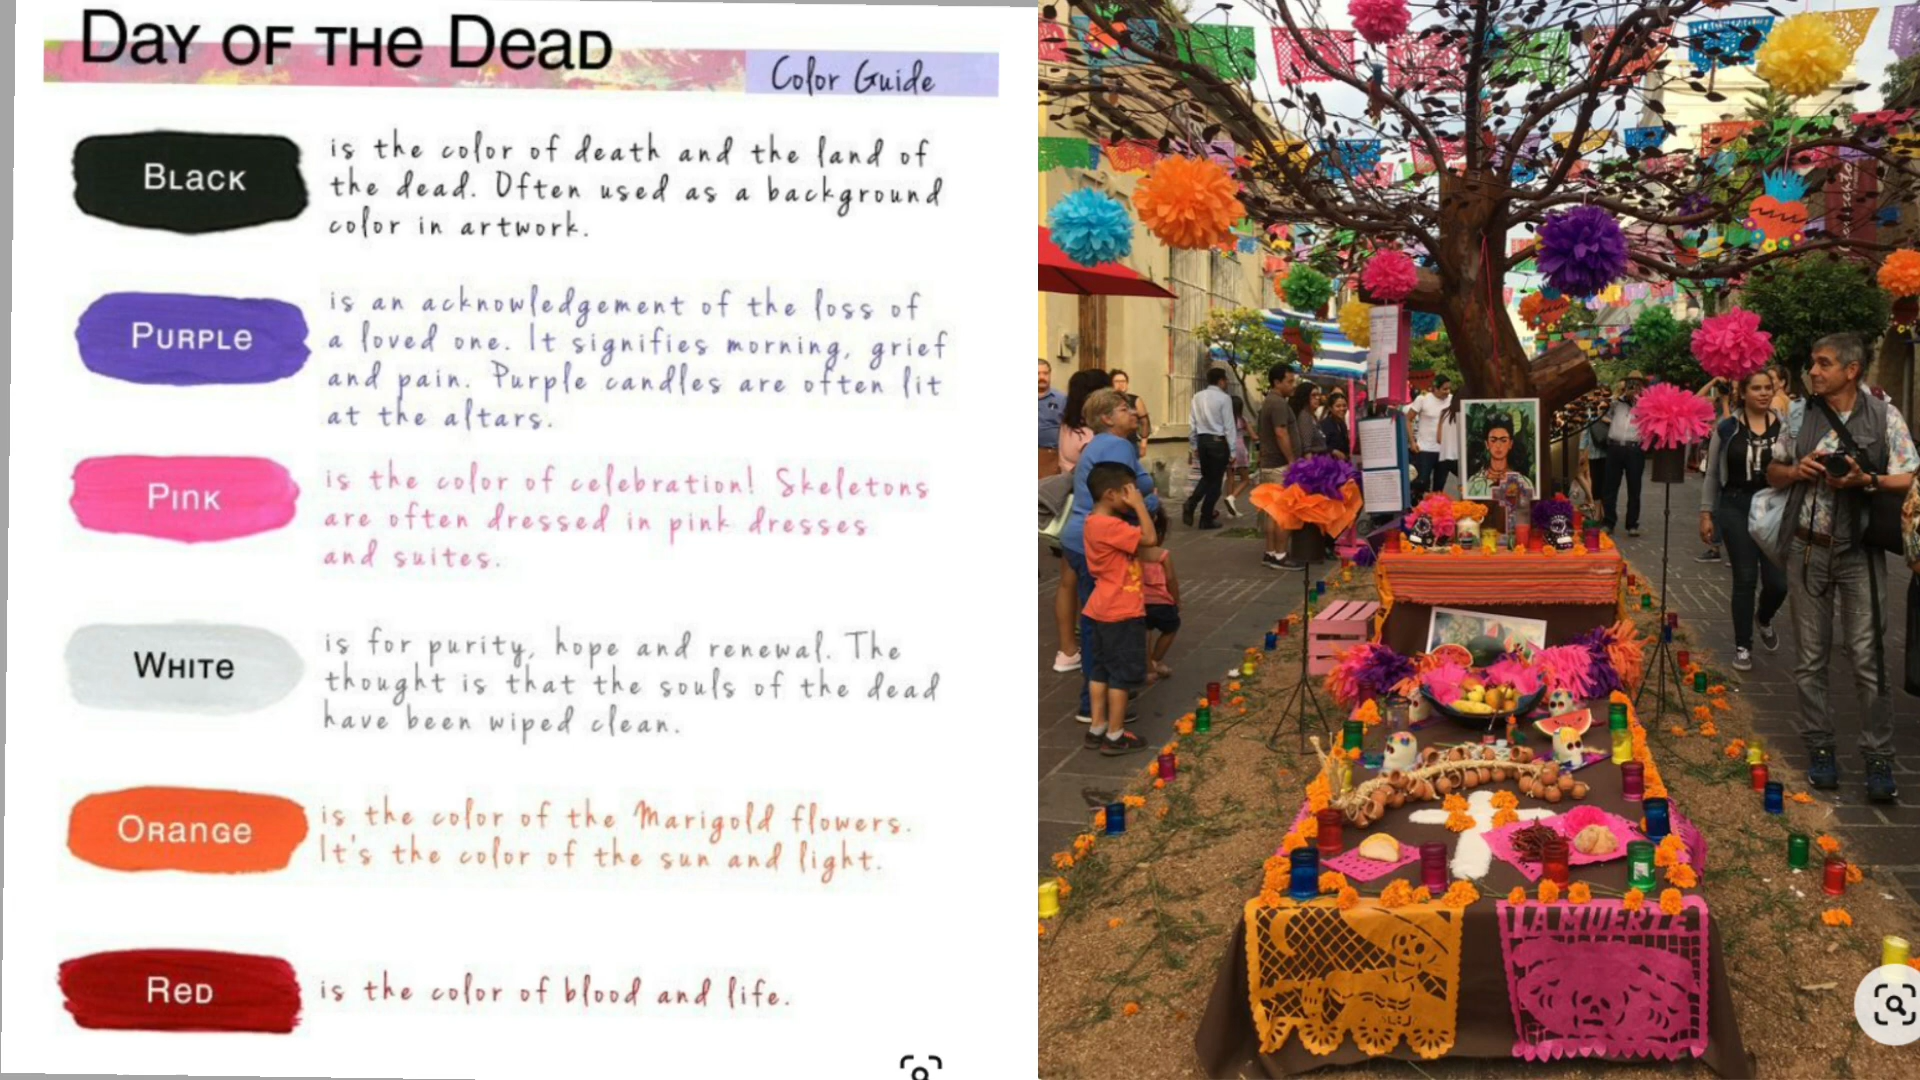 Day of the Dead
Color Guide
Black
is the color of death and the land of
the dead. Often used as a background
color in artwork.
Purple
is an acknowledgement of the loss of
a loved one. It signifies morning, grief
and pain. Purple candles are often lit
at the altars.
Pink
is the color of celebration! Skeletons
are often dressed in pink dresses
and suites.
White
is for purity, hope and renewal. The
thought is that the souls of the dead
have been wiped clean.
Orange
is the color of the Marigold flowers.
It's the color of the sun and light.
Red
is the color of blood and life.
LA MUERTE